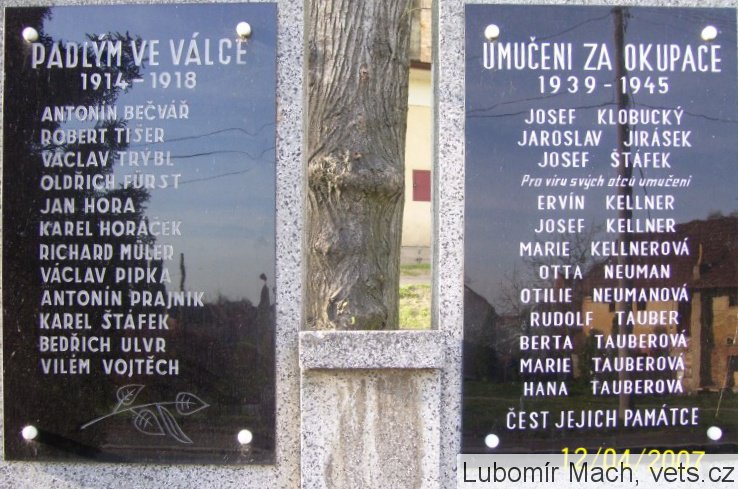 PADLÝM VE VÁLCE
1914-1918
ANTONÍN BEČVÁŘ
RÓBERT TIŠER
VÁCLAV TRÝBL
OLDŘICH FÜRST
JAN HORA
KAREL HORÁČEK
RICHARD MÜLER
VÁCLAV PIPKA
ANTONÍN PRAJNIK
KAREL ŠTÁFEK
BEDŘICH ULVR
VILÉM VOJTĚCH
UMUČENI ZA OKUPACE
1939-1945
JOSEF KLOBUCKÝ
JAROSLAV JIRÁSEK
JOSEF ŠTÁFEK
Pro víru svých otců umučeni
ERVÍN KELLNER
JOSEF KELLNER
MARIE KELLNEROVÁ
OTTA NEUMAN
OTILIE NEUMANOVÁ
RUDOLF TAUBER
BERTA TAUBEROVÁ
MARIE TAUBEROVÁ
HANA TAUBEROVÁ
ČEST JEJICH PAMÁTCE
12/04/2007
Lubomír Mach, vets.cz